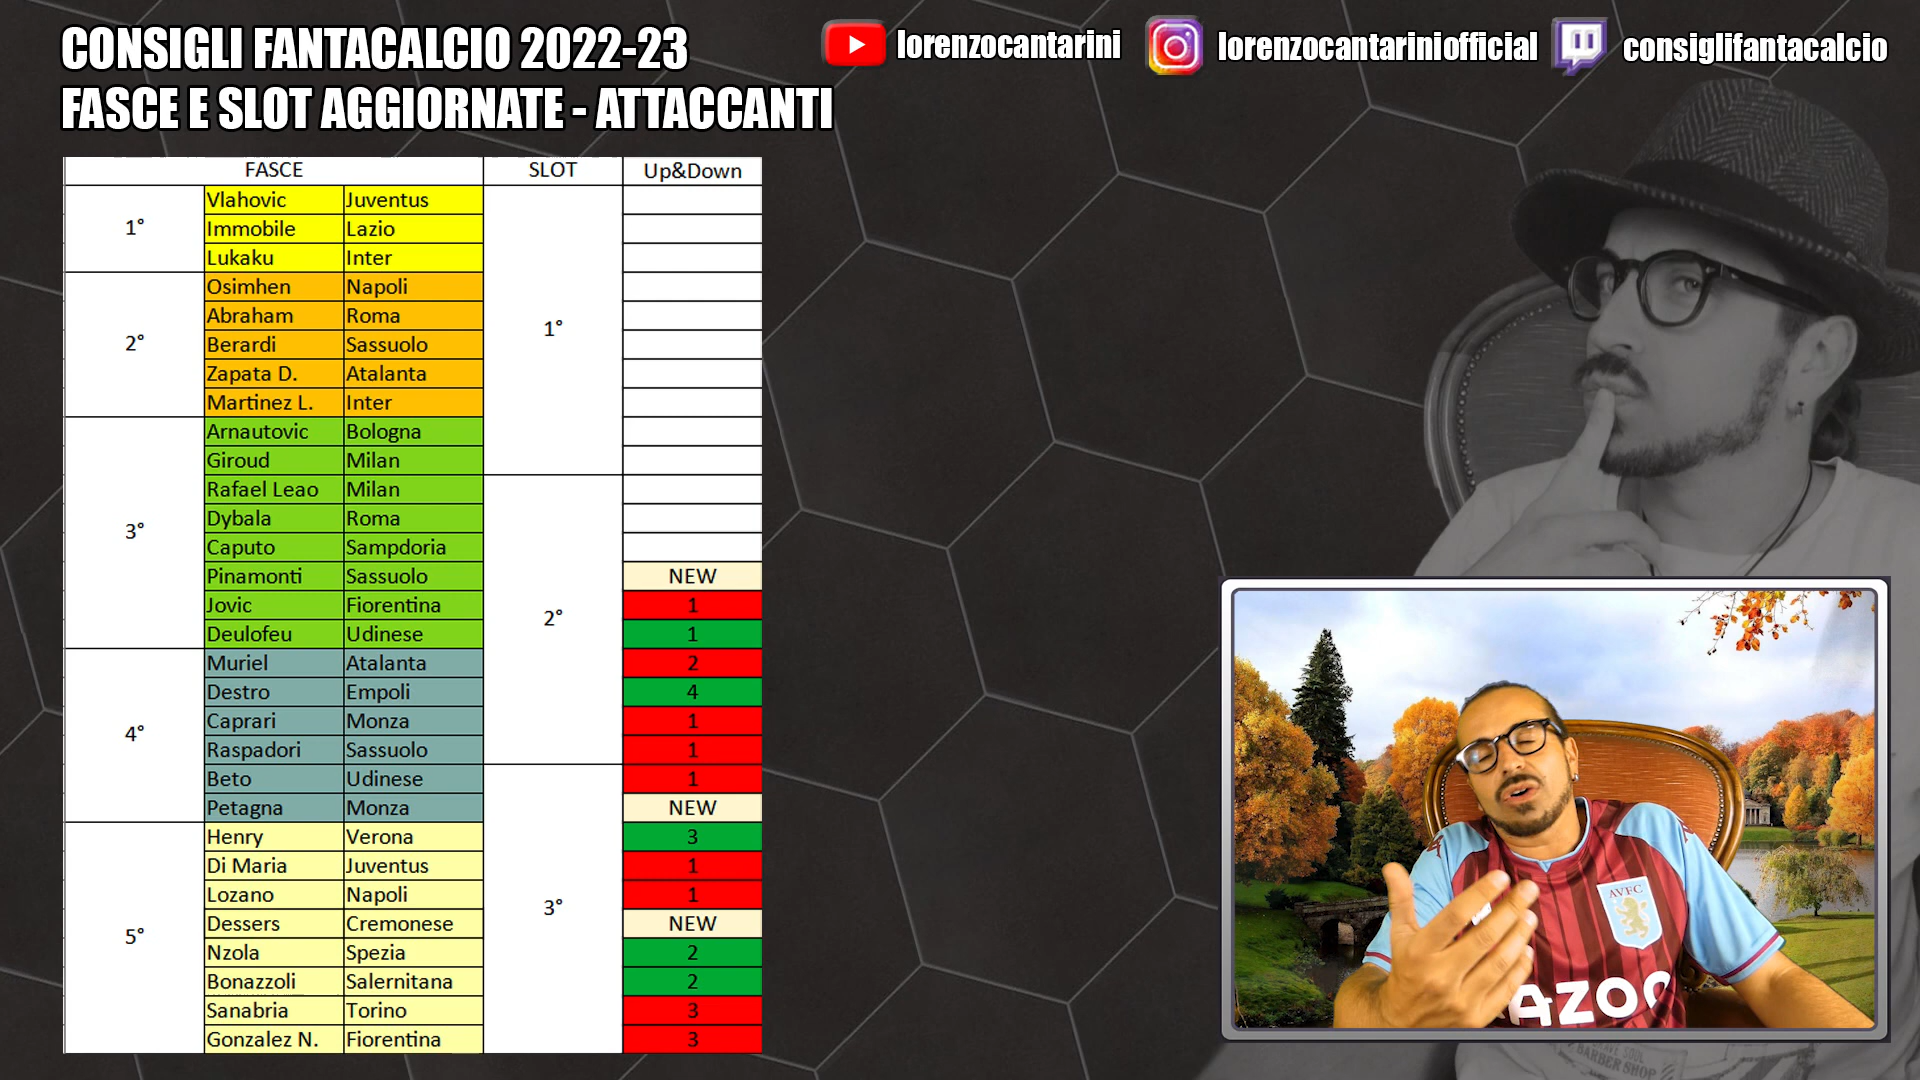 CONSIGLI FANTACALCIO 2022-23
FASCE E SLOT AGGIORNATE - ATTACCANTI
lorenzocantarini
lorenzocantariniofficial
consiglifantacalcio
FASCE SLOT Up&Down
1°
Vlahovic Juventus
Immobile Lazio
Lukaku Inter
2°
Osimhen Napoli
Abraham Roma
Berardi Sassuolo
Zapata D. Atalanta
Martinez L. Inter
1°
3°
Arnautovic Bologna
Giroud Milan
Rafael Leao Milan
Dybala Roma
Caputo Sampdoria
Pinamonti Sassuolo NEW
Jovic Fiorentina 1
Deulofeu Udinese 1
2°
4°
Muriel Atalanta 2
Destro Empoli 4
Caprari Monza 1
Raspadori Sassuolo 1
Beto Udinese 1
Petagna Monza NEW
5°
Henry Verona 3
Di Maria Juventus 1
Lozano Napoli 1
Dessers Cremonese NEW
Nzola Spezia 2
Bonazzoli Salernitana 2
Sanabria Torino 3
Gonzalez N. Fiorentina 3
3°
AVFC
AZOO
BARBER SHOP